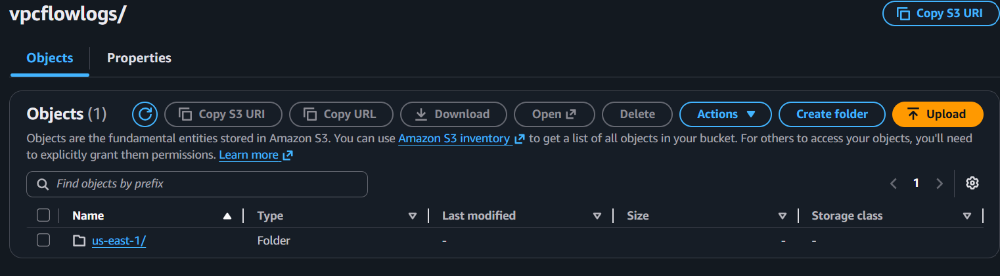 vpcflowlogs/
Copy S3 URI
Objects
Properties
Objects (1)
Copy S3 URI
Copy URL
Download
Open
Delete
Actions
Create folder
Upload
Objects are the fundamental entities stored in Amazon S3. You can use Amazon S3 inventory to get a list of all objects in your bucket. For others to access your objects, you'll need
to explicitly grant them permissions. Learn more
Find objects by prefix
1
Name Type Last modified Size Storage class
us-east-1/ Folder - - -